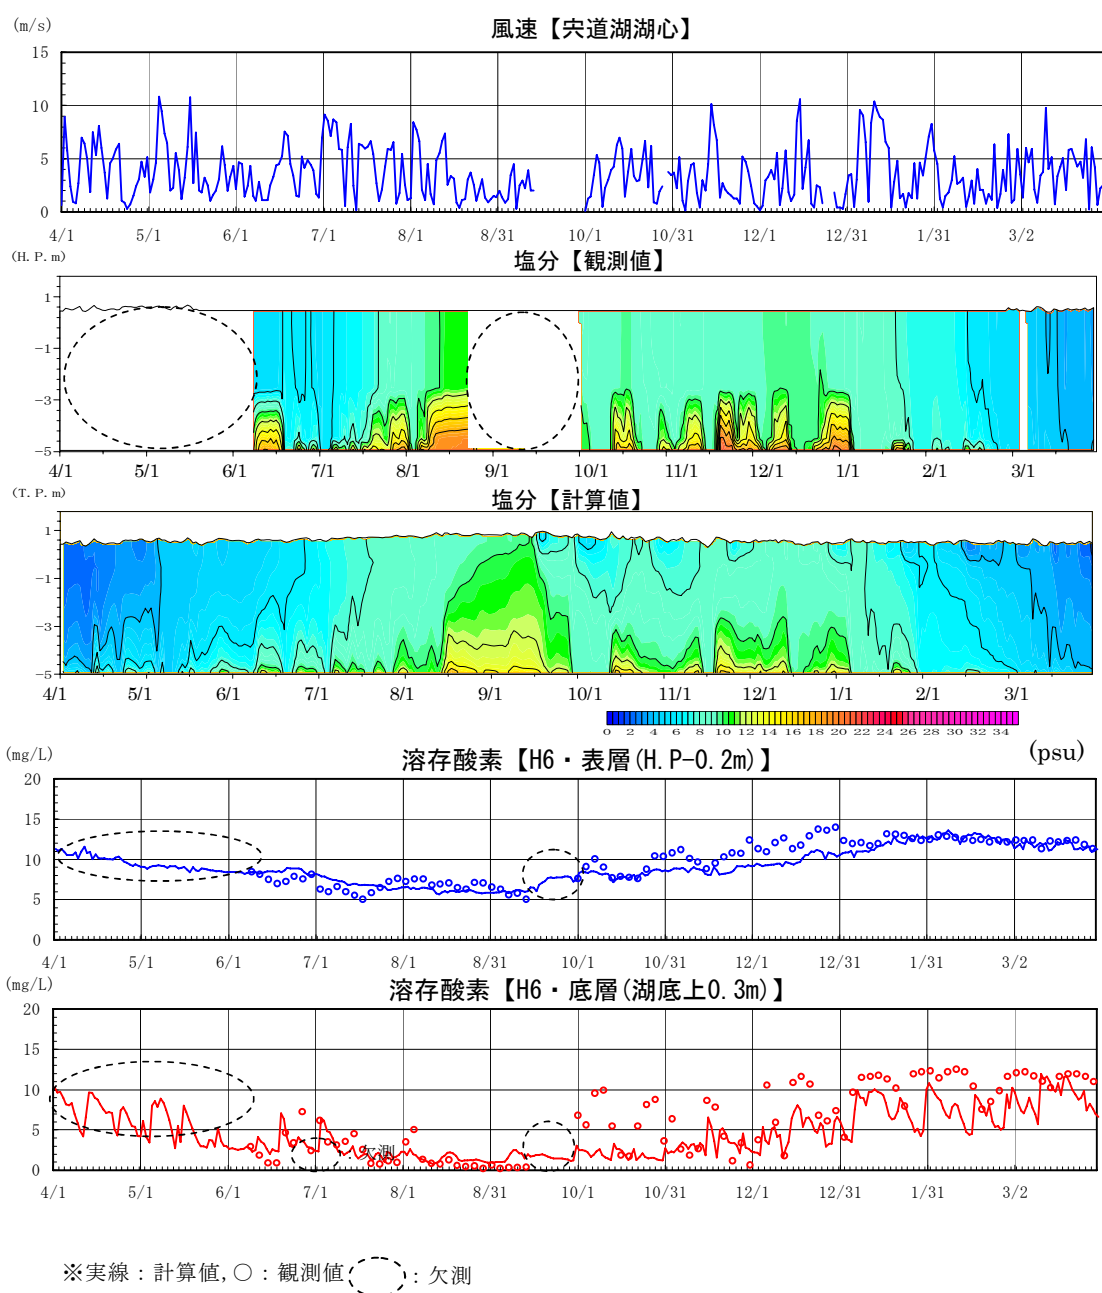 (m/s)
風速【宍道湖湖心】
15
10
5
0
4/1 5/1 6/1 7/1 8/1 8/31 10/1 10/31 12/1 12/31 1/31 3/2
(H.P.m)
塩分【観測値】
1
-1
-3
-5
4/1 5/1 6/1 7/1 8/1 9/1 10/1 11/1 12/1 1/1 2/1 3/1
(T.P.m)
塩分【計算値】
1
-1
-3
-5
4/1 5/1 6/1 7/1 8/1 9/1 10/1 11/1 12/1 1/1 2/1 3/1
0 2 4 6 8 10 12 14 16 18 20 22 24 26 28 30 32 34
(psu)
(mg/L)
溶存酸素【H6・表層(H.P-0.2m)】
20
15
10
5
0
4/1 5/1 6/1 7/1 8/1 8/31 10/1 10/31 12/1 12/31 1/31 3/2
(mg/L)
溶存酸素【H6・底層(湖底上0.3m)】
20
15
10
5
0
：欠測
4/1 5/1 6/1 7/1 8/1 8/31 10/1 10/31 12/1 12/31 1/31 3/2
※実線：計算値,○：観測値 ：欠測